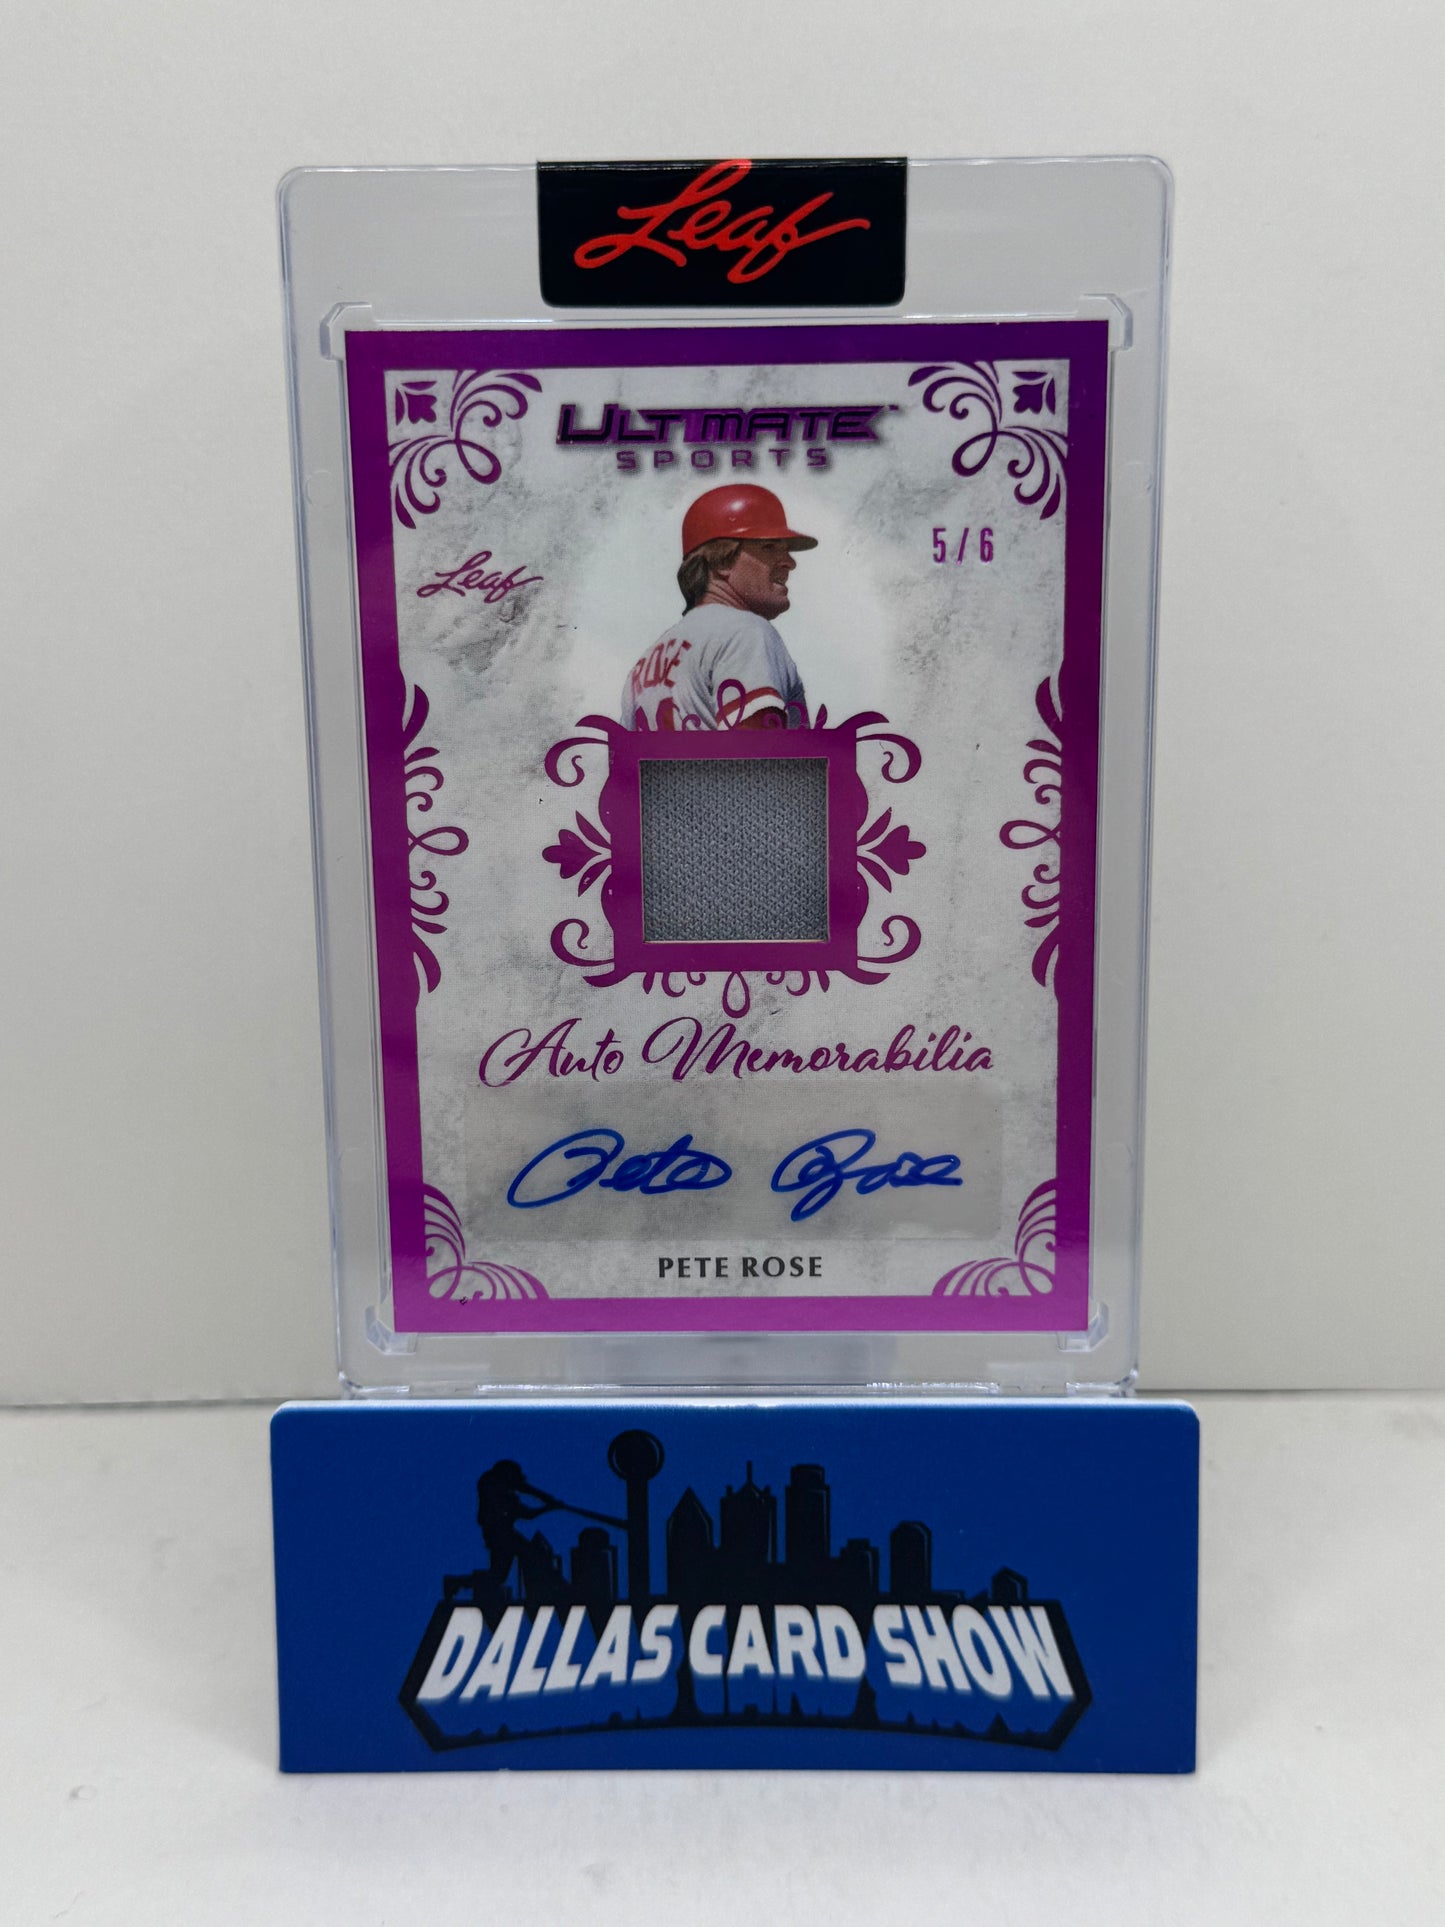 Leaf
ULTIMATE
SPORTS
5/6
Leaf
ROSE
Auto Memorabilia
Pete Rose
PETE ROSE
DALLAS CARD SHOW